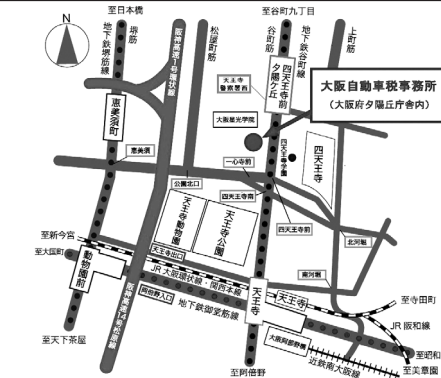 至日本橋
堺筋
地下鉄堺筋線
阪神高速1号環状線
松屋町筋
至谷町九丁目
谷町筋
地下鉄谷町線
上町筋
四天王寺前
夕陽ケ丘
天王寺
警察署西
大阪星光学院
大阪自動車税事務所
(大阪府夕陽丘庁舎内)
恵美須町
恵美須
一心寺前
四天王寺学園
四天王寺
公園北口
四天王寺南
四天王寺前
天王寺動物園
天王寺公園
北河堀
至新今宮
至大国町
天王寺出口
南河堀
動物園前
JR大阪環状線・関西本線
阿倍野入口
地下鉄御堂筋線
天王寺
天王寺
至寺田町
JR阪和線
阪神高速14号松原線
大阪阿部野橋
至昭和
至天下茶屋
至阿倍野
近鉄南大阪線
至美章園